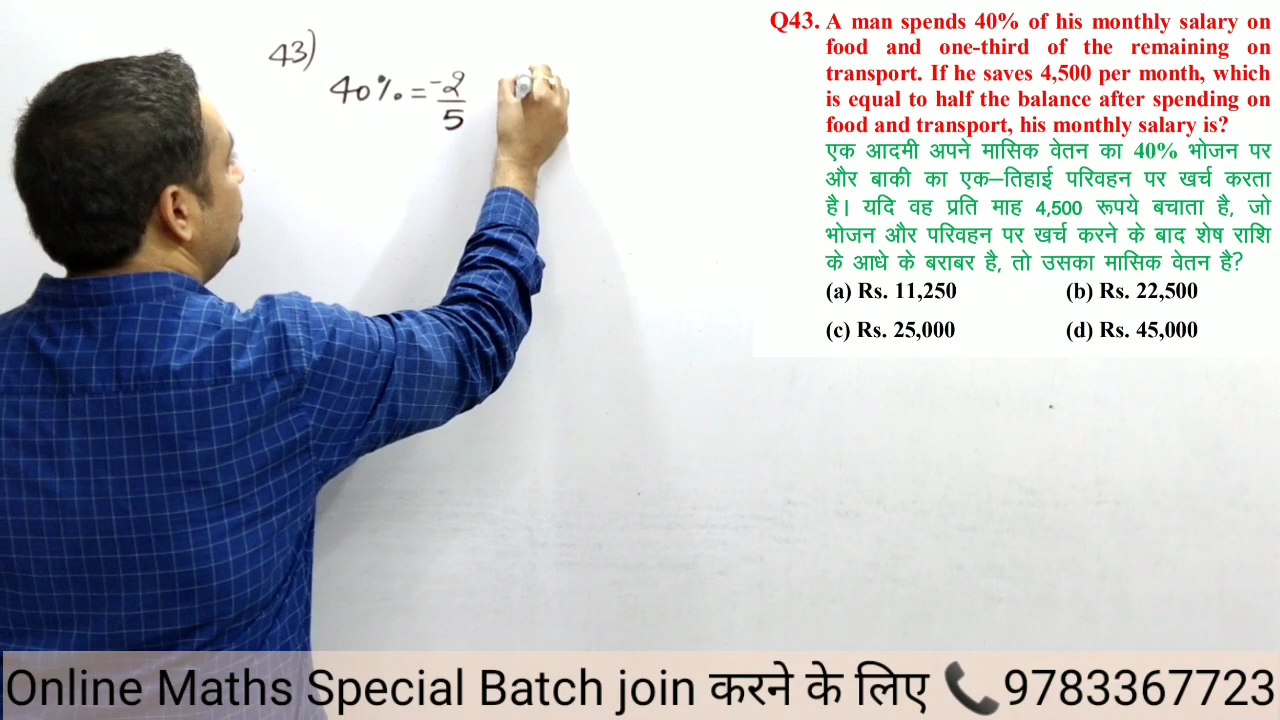 43)
40% = -2/5
Q43. A man spends 40% of his monthly salary on
food and one-third of the remaining on
transport. If he saves 4,500 per month, which
is equal to half the balance after spending on
food and transport, his monthly salary is?
एक आदमी अपने मासिक वेतन का 40% भोजन पर
और बाकी का एक–तिहाई परिवहन पर खर्च करता
है। यदि वह प्रति माह 4,500 रूपये बचाता है, जो
भोजन और परिवहन पर खर्च करने के बाद शेष राशि
के आधे के बराबर है, तो उसका मासिक वेतन है?
(a) Rs. 11,250 (b) Rs. 22,500
(c) Rs. 25,000 (d) Rs. 45,000
Online Maths Special Batch join करने के लिए 📞9783367723